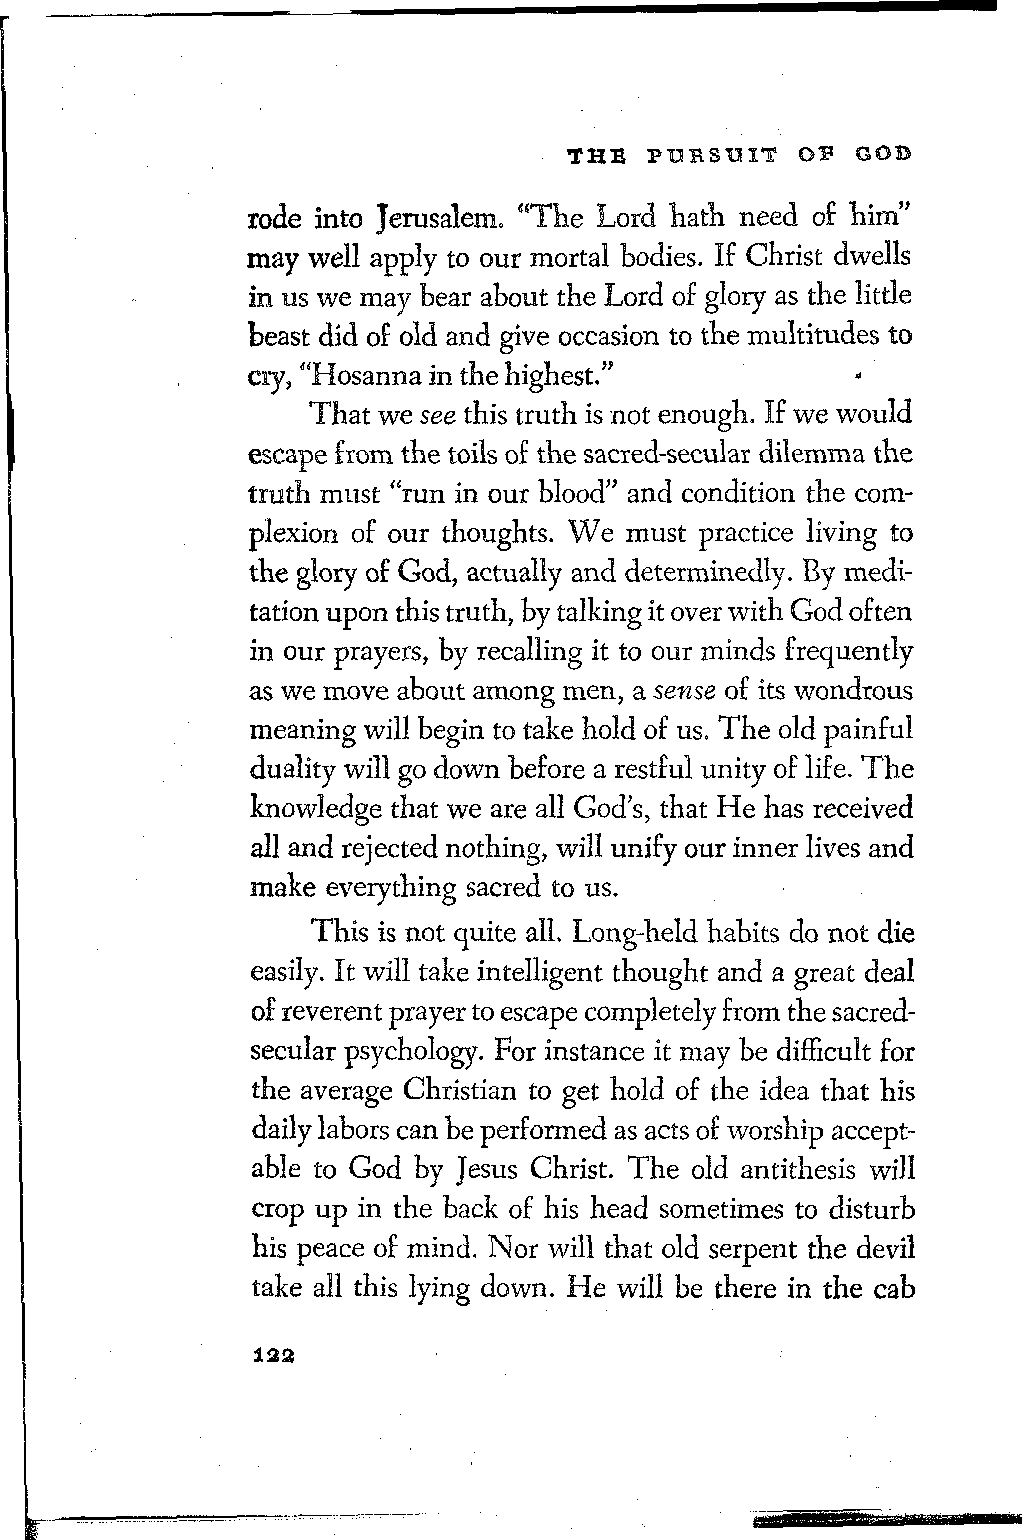 THE PURSUIT OF GOD
rode into Jerusalem. “The Lord hath need of him”
may well apply to our mortal bodies. If Christ dwells
in us we may bear about the Lord of glory as the little
beast did of old and give occasion to the multitudes to
cry, “Hosanna in the highest.”
That we see this truth is not enough. If we would
escape from the toils of the sacred-secular dilemma the
truth must “run in our blood” and condition the com-
plexion of our thoughts. We must practice living to
the glory of God, actually and determinedly. By medi-
tation upon this truth, by talking it over with God often
in our prayers, by recalling it to our minds frequently
as we move about among men, a sense of its wondrous
meaning will begin to take hold of us. The old painful
duality will go down before a restful unity of life. The
knowledge that we are all God’s, that He has received
all and rejected nothing, will unify our inner lives and
make everything sacred to us.
This is not quite all. Long-held habits do not die
easily. It will take intelligent thought and a great deal
of reverent prayer to escape completely from the sacred-
secular psychology. For instance it may be difficult for
the average Christian to get hold of the idea that his
daily labors can be performed as acts of worship accept-
able to God by Jesus Christ. The old antithesis will
crop up in the back of his head sometimes to disturb
his peace of mind. Nor will that old serpent the devil
take all this lying down. He will be there in the cab
122